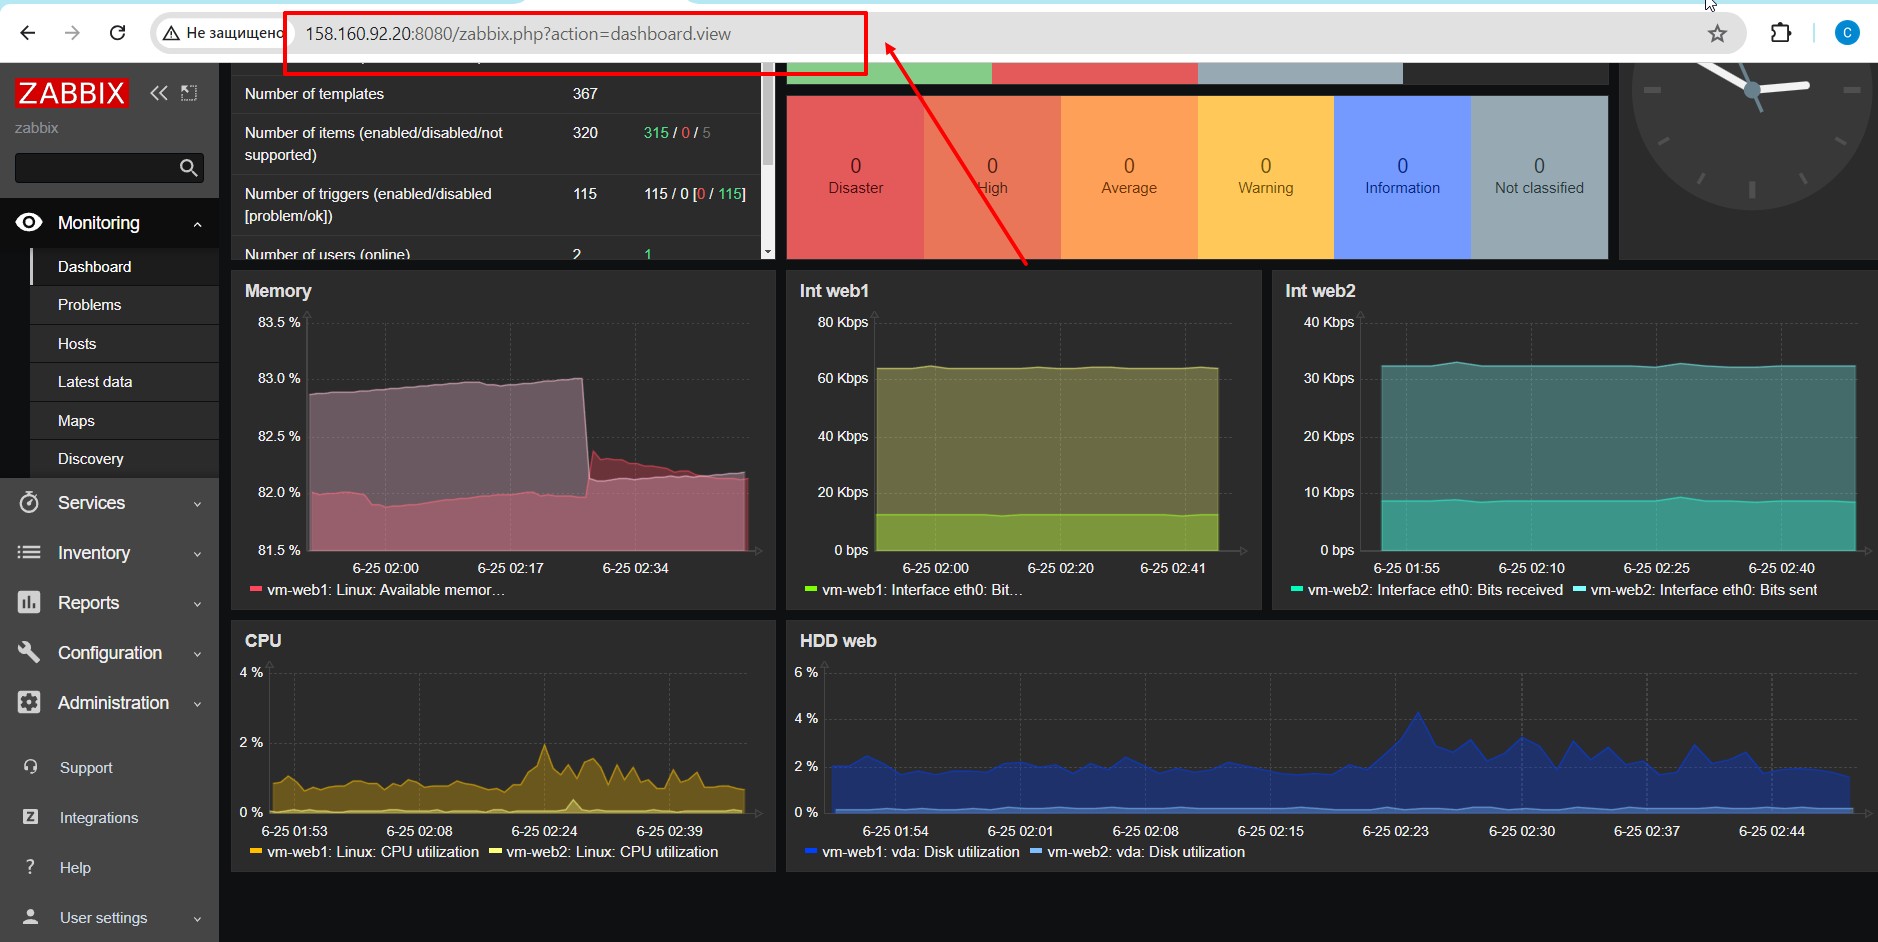 Не защищено
158.160.92.20:8080/zabbix.php?action=dashboard.view
C
ZABBIX
zabbix
Monitoring
Dashboard
Problems
Hosts
Latest data
Maps
Discovery
Services
Inventory
Reports
Configuration
Administration
Support
Z Integrations
? Help
User settings
Number of templates 367
Number of items (enabled/disabled/not 320 315 / 0 / 5
supported)
Number of triggers (enabled/disabled 115 115 / 0 [0 / 115]
[problem/ok])
Number of users (online) 2 1
0 0 0 0 0 0
Disaster High Average Warning Information Not classified
Memory
83.5 %
83.0 %
82.5 %
82.0 %
81.5 %
6-25 02:00 6-25 02:17 6-25 02:34
vm-web1: Linux: Available memor...
Int web1
80 Kbps
60 Kbps
40 Kbps
20 Kbps
0 bps
6-25 02:00 6-25 02:20 6-25 02:41
vm-web1: Interface eth0: Bit...
Int web2
40 Kbps
30 Kbps
20 Kbps
10 Kbps
0 bps
6-25 01:55 6-25 02:10 6-25 02:25 6-25 02:40
vm-web2: Interface eth0: Bits received vm-web2: Interface eth0: Bits sent
CPU
4 %
2 %
0 %
6-25 01:53 6-25 02:08 6-25 02:24 6-25 02:39
vm-web1: Linux: CPU utilization vm-web2: Linux: CPU utilization
HDD web
6 %
4 %
2 %
0 %
6-25 01:54 6-25 02:01 6-25 02:08 6-25 02:15 6-25 02:23 6-25 02:30 6-25 02:37 6-25 02:44
vm-web1: vda: Disk utilization vm-web2: vda: Disk utilization